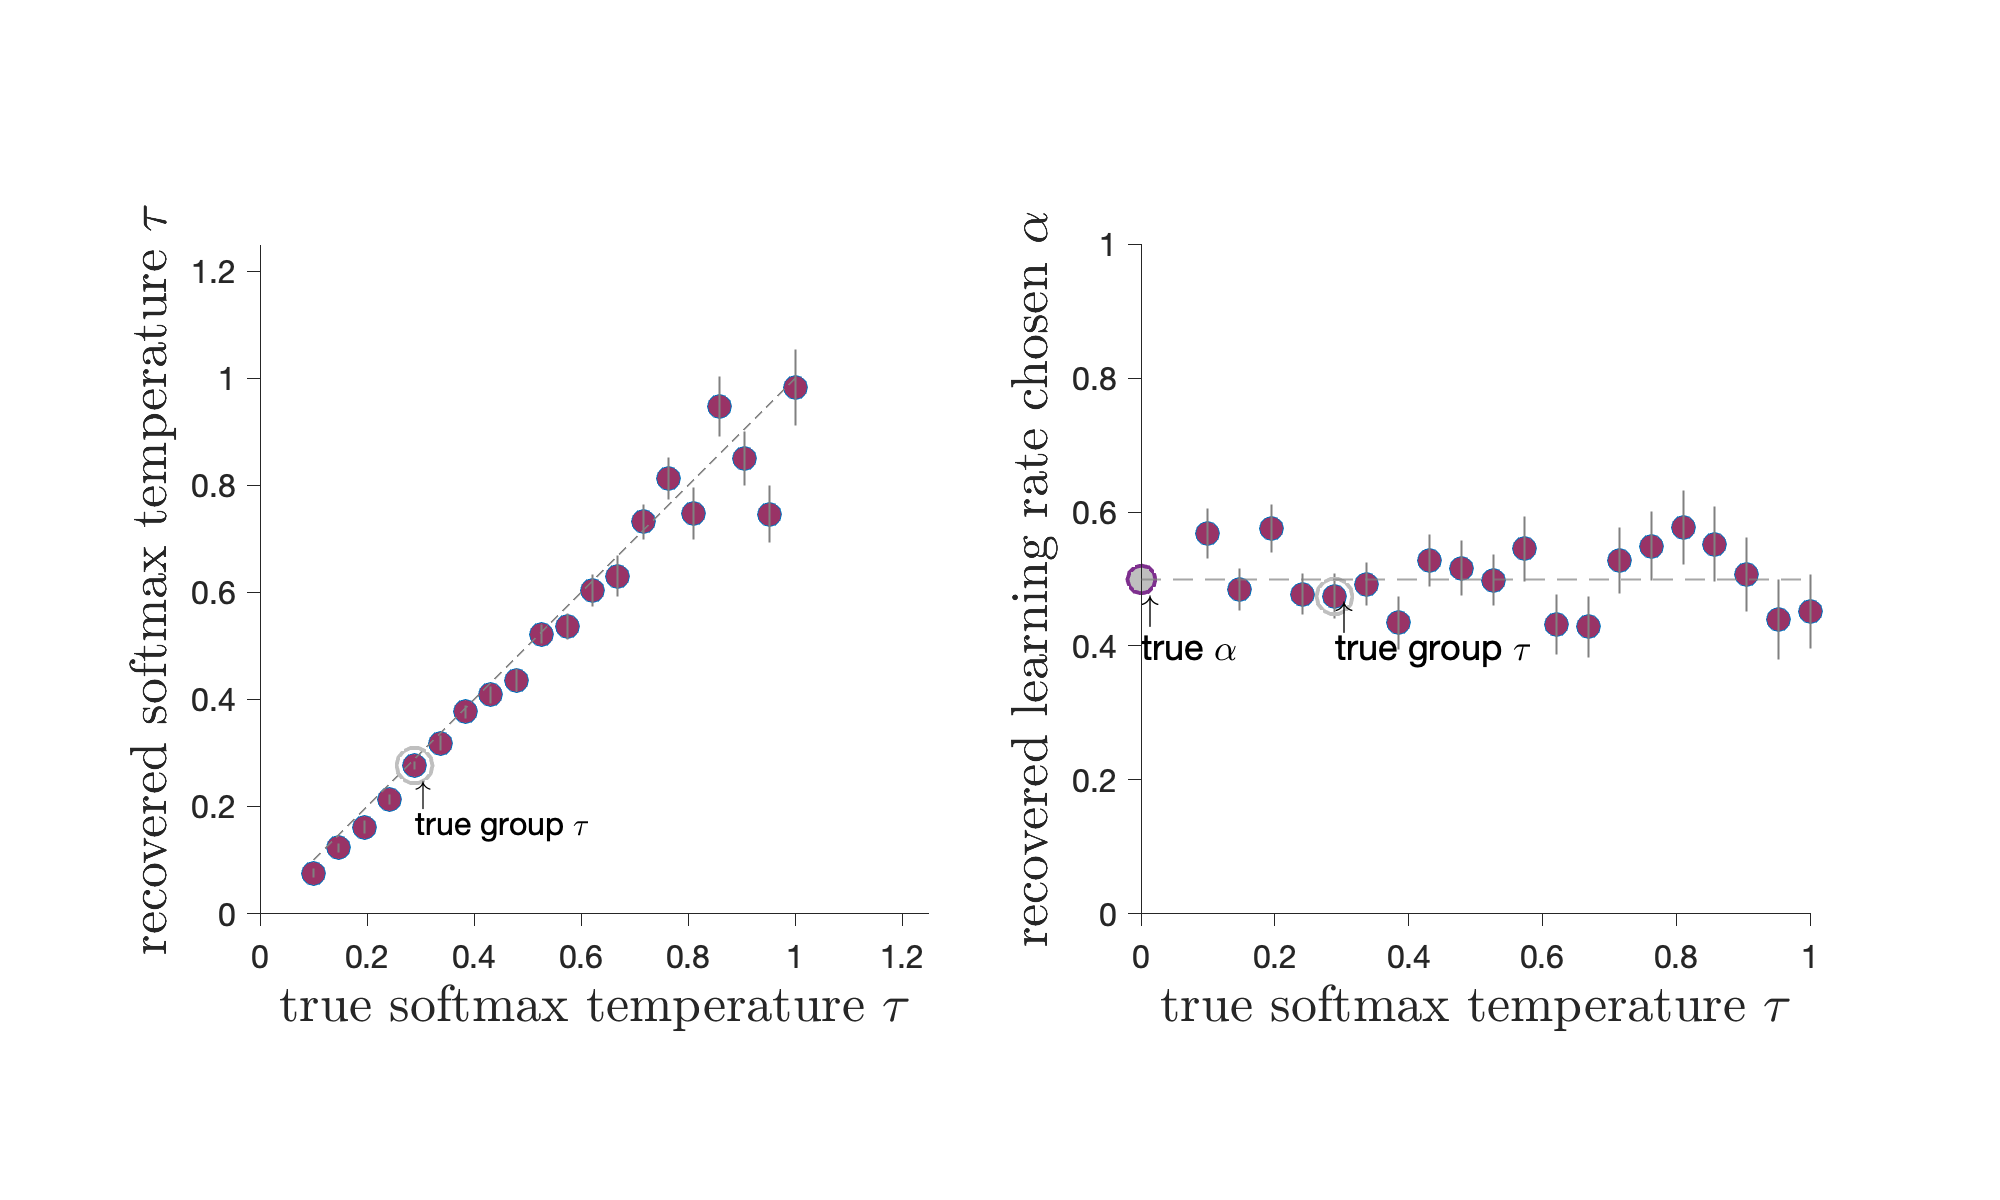 recovered softmax temperature τ
1.2
1
0.8
0.6
0.4
0.2
0
true group τ
0 0.2 0.4 0.6 0.8 1 1.2
true softmax temperature τ
recovered learning rate chosen α
1
0.8
0.6
0.4
0.2
0
true α
true group τ
0 0.2 0.4 0.6 0.8 1
true softmax temperature τ